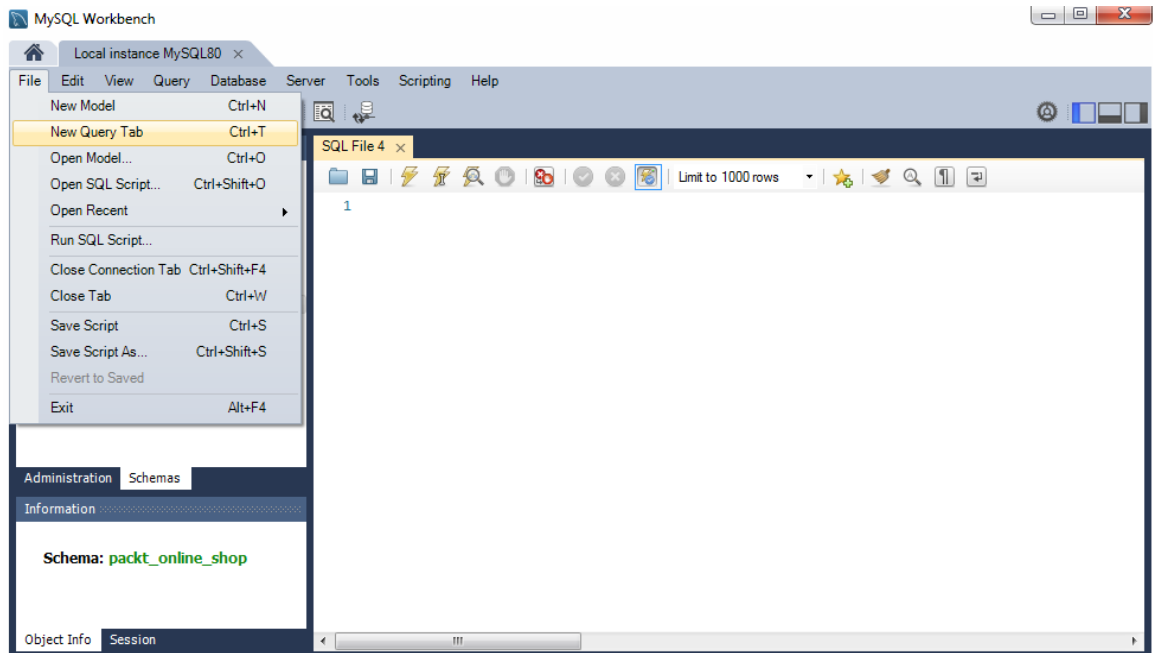 MySQL Workbench
Local instance MySQL80
File Edit View Query Database Server Tools Scripting Help
New Model Ctrl+N
New Query Tab Ctrl+T
Open Model... Ctrl+O
Open SQL Script... Ctrl+Shift+O
Open Recent
Run SQL Script...
Close Connection Tab Ctrl+Shift+F4
Close Tab Ctrl+W
Save Script Ctrl+S
Save Script As... Ctrl+Shift+S
Revert to Saved
Exit Alt+F4
SQL File 4
Limit to 1000 rows
1
Administration Schemas
Information
Schema: packt_online_shop
Object Info Session